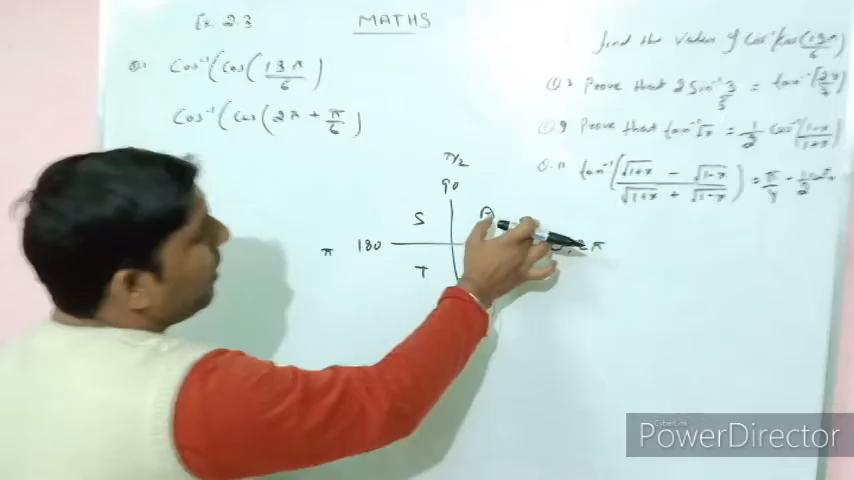 Ex. 2.3
MATHS
Q.1 Cos⁻¹(Cos(13π/6)
Cos⁻¹(Cos(2π + π/6)
π/2
90
S
A
π 180
2π
T
find the value of Cos⁻¹(Cos(13π/6)
Q.3 Prove that 2Sin⁻¹ 3/5 = tan⁻¹(24/7)
Q.9 Prove that tan⁻¹√x = 1/2 Cos⁻¹(1-x/1+x)
Q.11 tan⁻¹(√1+x - √1-x / √1+x + √1-x) = π/4 - 1/2 Cos⁻¹x
CyberLink
PowerDirector